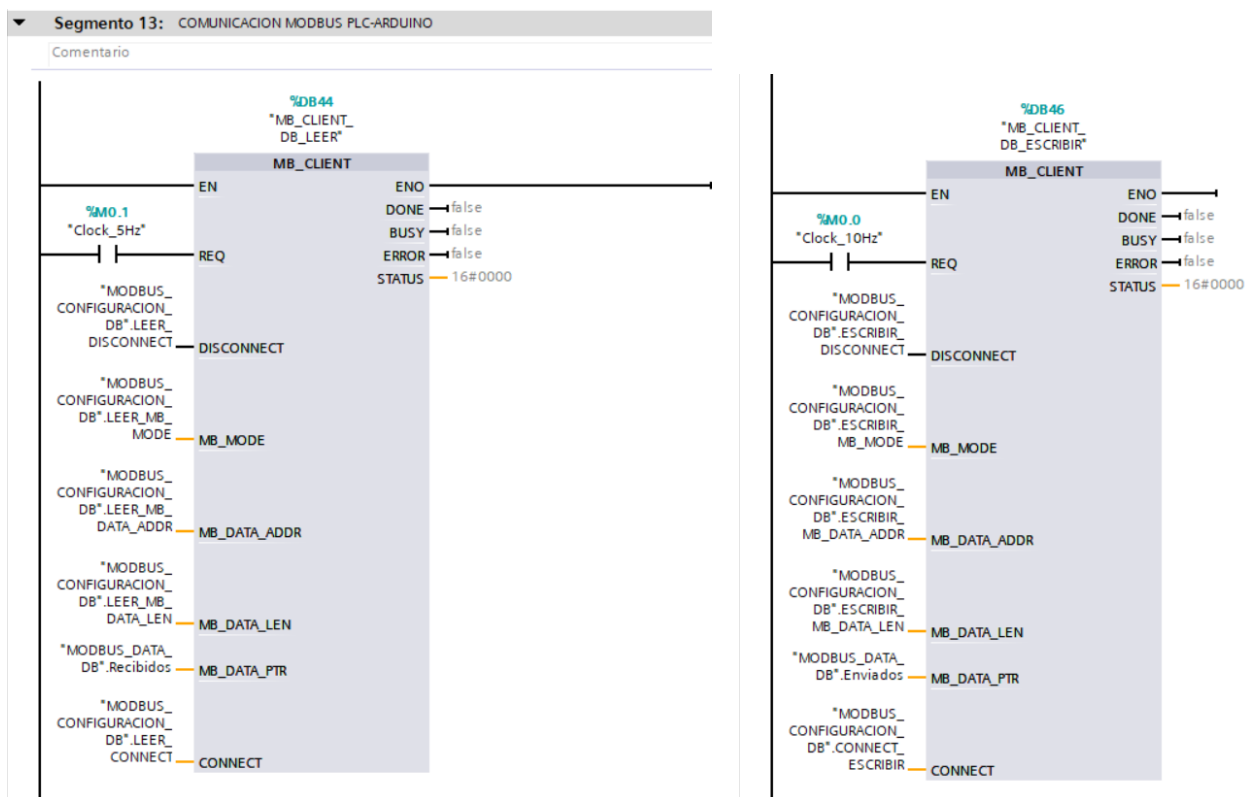 Segmento 13: COMUNICACION MODBUS PLC-ARDUINO
Comentario
%DB44
"MB_CLIENT_
DB_LEER"
MB_CLIENT
EN
ENO
%M0.1
"Clock_5Hz"
REQ
DONE
false
BUSY
false
ERROR
false
STATUS
16#0000
"MODBUS_
CONFIGURACION_
DB".LEER_
DISCONNECT
DISCONNECT
"MODBUS_
CONFIGURACION_
DB".LEER_MB_
MODE
MB_MODE
"MODBUS_
CONFIGURACION_
DB".LEER_MB_
DATA_ADDR
MB_DATA_ADDR
"MODBUS_
CONFIGURACION_
DB".LEER_MB_
DATA_LEN
MB_DATA_LEN
"MODBUS_DATA_
DB".Recibidos
MB_DATA_PTR
"MODBUS_
CONFIGURACION_
DB".LEER_
CONNECT
CONNECT
%DB46
"MB_CLIENT_
DB_ESCRIBIR"
MB_CLIENT
EN
ENO
%M0.0
"Clock_10Hz"
REQ
DONE
false
BUSY
false
ERROR
false
STATUS
16#0000
"MODBUS_
CONFIGURACION_
DB".ESCRIBIR_
DISCONNECT
DISCONNECT
"MODBUS_
CONFIGURACION_
DB".ESCRIBIR_
MB_MODE
MB_MODE
"MODBUS_
CONFIGURACION_
DB".ESCRIBIR_
MB_DATA_ADDR
MB_DATA_ADDR
"MODBUS_
CONFIGURACION_
DB".ESCRIBIR_
MB_DATA_LEN
MB_DATA_LEN
"MODBUS_DATA_
DB".Enviados
MB_DATA_PTR
"MODBUS_
CONFIGURACION_
DB".CONNECT_
ESCRIBIR
CONNECT